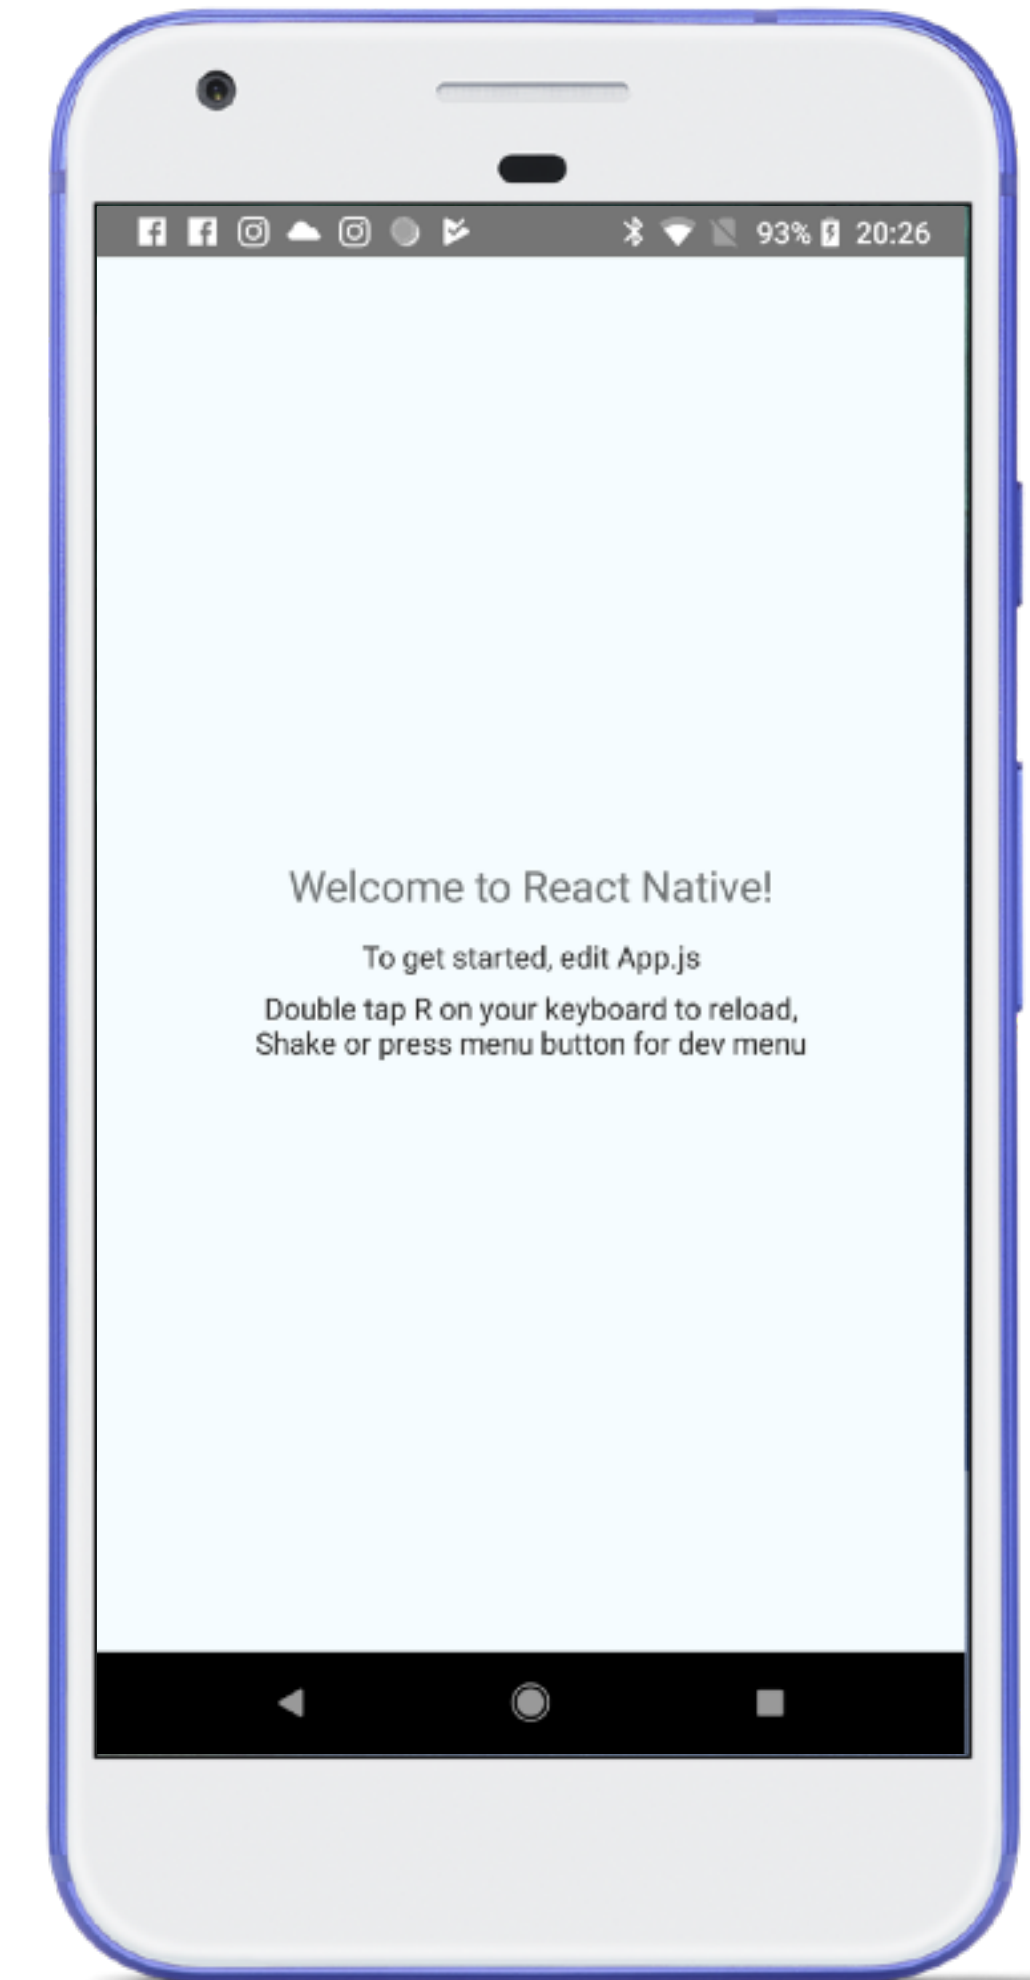 93% 20:26
Welcome to React Native!
To get started, edit App.js
Double tap R on your keyboard to reload,
Shake or press menu button for dev menu